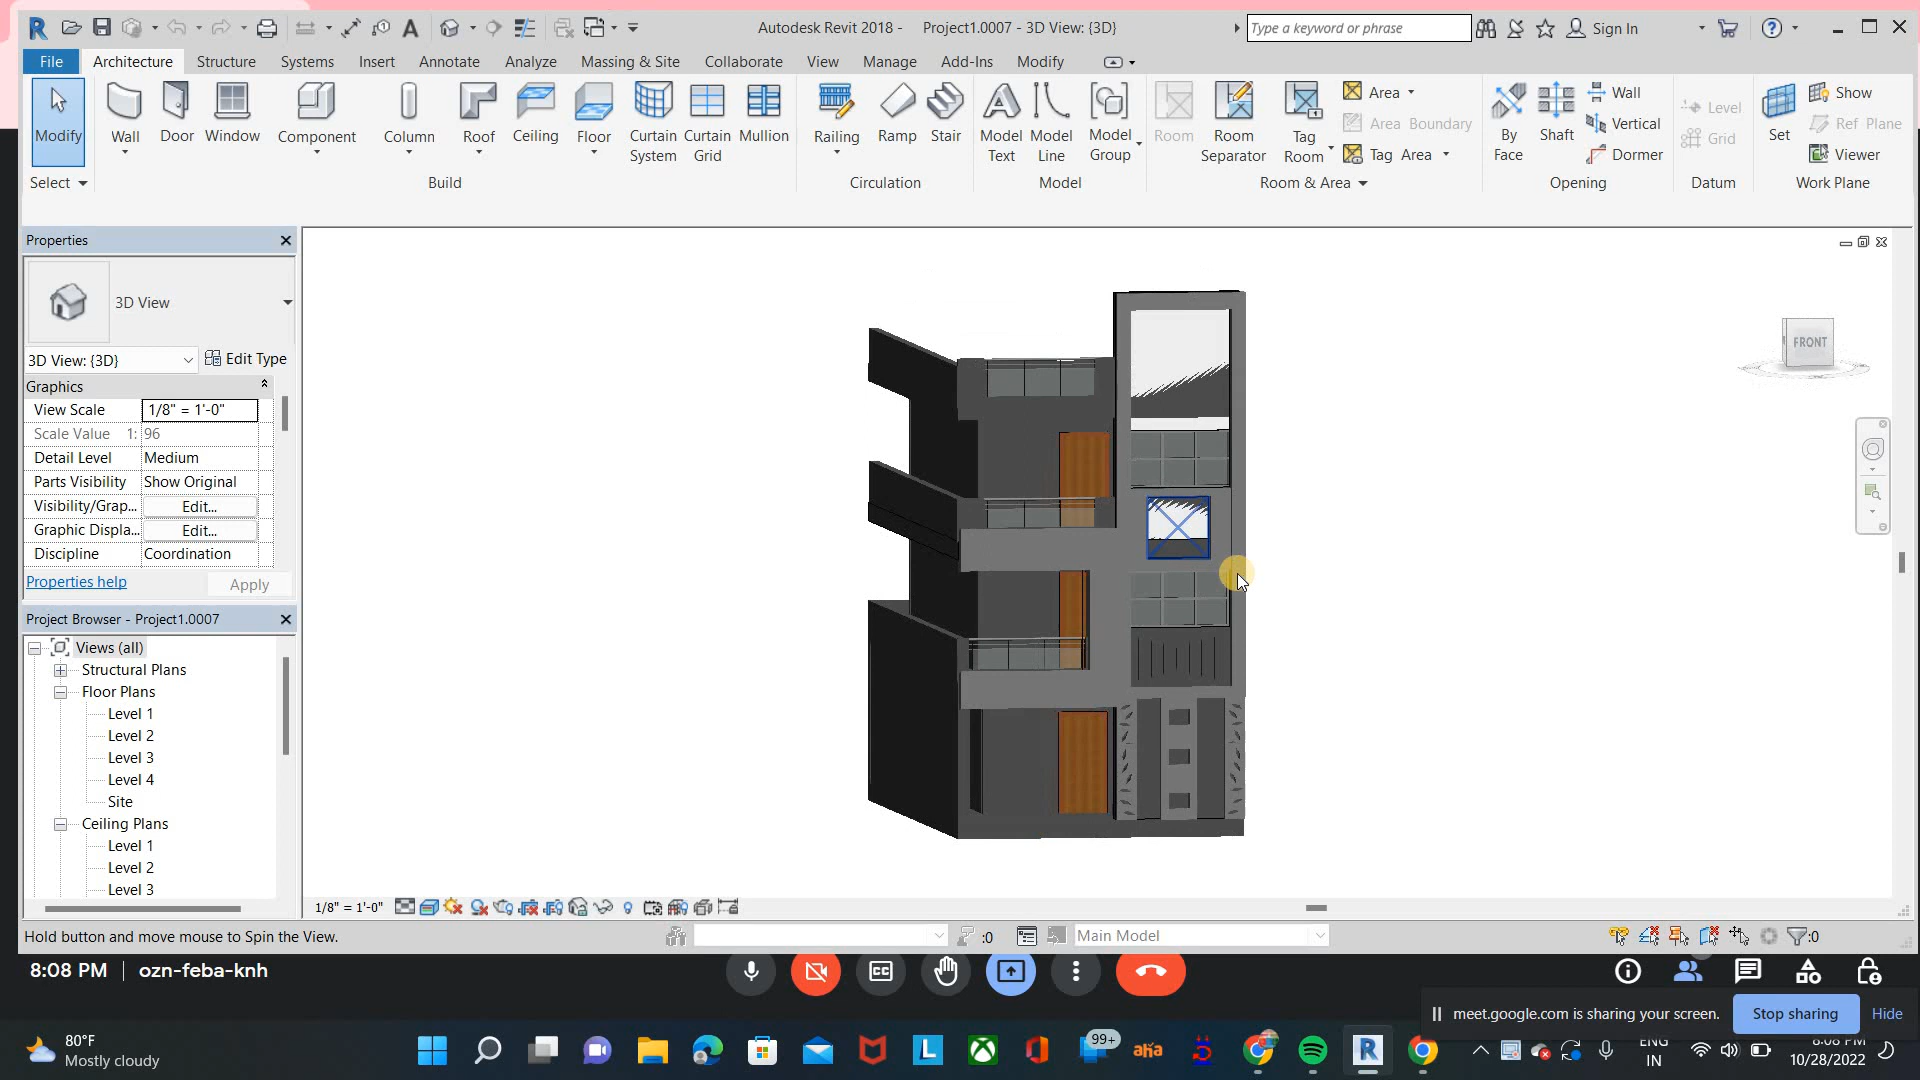 Autodesk Revit 2018 - Project1.0007 - 3D View: {3D}
Type a keyword or phrase
Sign In
File Architecture Structure Systems Insert Annotate Analyze Massing & Site Collaborate View Manage Add-Ins Modify
Modify
Wall
Door
Window
Component
Column
Roof
Ceiling
Floor
Curtain System
Curtain Grid
Mullion
Railing
Ramp
Stair
Model Text
Model Line
Model Group
Room
Room Separator
Tag Room
Area
Area Boundary
Tag Area
By Face
Shaft
Wall
Vertical
Dormer
Level
Grid
Set
Show
Ref Plane
Viewer
Select
Build
Circulation
Model
Room & Area
Opening
Datum
Work Plane
Properties
3D View
3D View: {3D}
Edit Type
Graphics
View Scale 1/8" = 1'-0"
Scale Value 1: 96
Detail Level Medium
Parts Visibility Show Original
Visibility/Grap... Edit...
Graphic Displa... Edit...
Discipline Coordination
Properties help
Apply
Project Browser - Project1.0007
Views (all)
Structural Plans
Floor Plans
Level 1
Level 2
Level 3
Level 4
Site
Ceiling Plans
Level 1
Level 2
Level 3
FRONT
1/8" = 1'-0"
Hold button and move mouse to Spin the View.
:0
Main Model
:0
8:08 PM | ozn-feba-knh
meet.google.com is sharing your screen.
Stop sharing
Hide
80°F
Mostly cloudy
99+
aha
ENG
IN
8:08 PM
10/28/2022